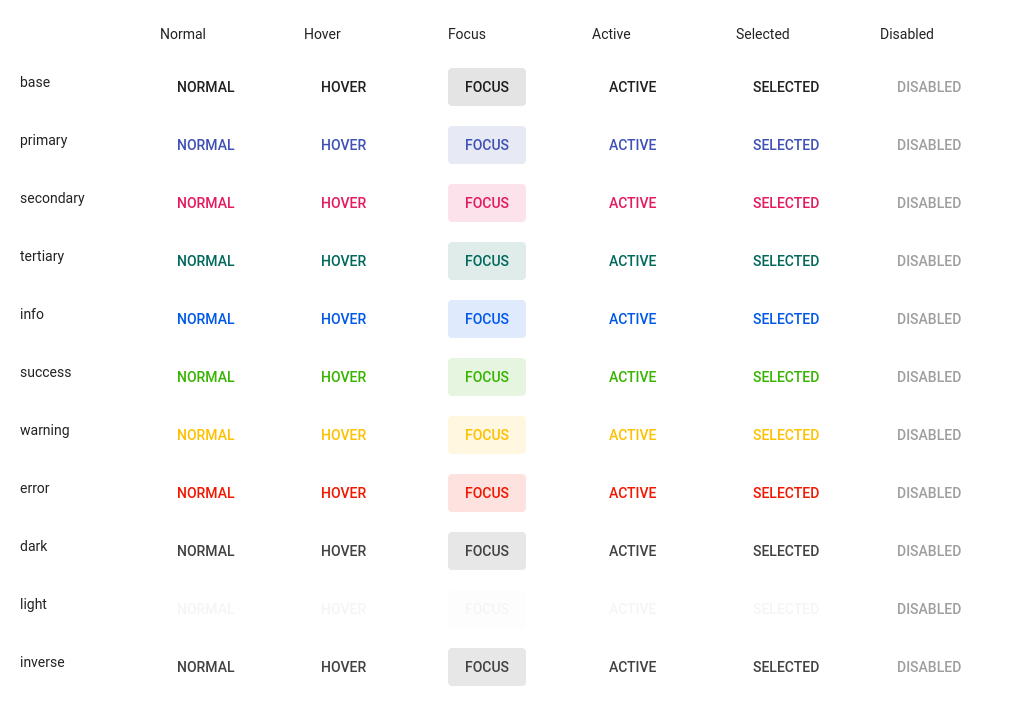 Normal Hover Focus Active Selected Disabled
base NORMAL HOVER FOCUS ACTIVE SELECTED DISABLED
primary NORMAL HOVER FOCUS ACTIVE SELECTED DISABLED
secondary NORMAL HOVER FOCUS ACTIVE SELECTED DISABLED
tertiary NORMAL HOVER FOCUS ACTIVE SELECTED DISABLED
info NORMAL HOVER FOCUS ACTIVE SELECTED DISABLED
success NORMAL HOVER FOCUS ACTIVE SELECTED DISABLED
warning NORMAL HOVER FOCUS ACTIVE SELECTED DISABLED
error NORMAL HOVER FOCUS ACTIVE SELECTED DISABLED
dark NORMAL HOVER FOCUS ACTIVE SELECTED DISABLED
light NORMAL HOVER FOCUS ACTIVE SELECTED DISABLED
inverse NORMAL HOVER FOCUS ACTIVE SELECTED DISABLED